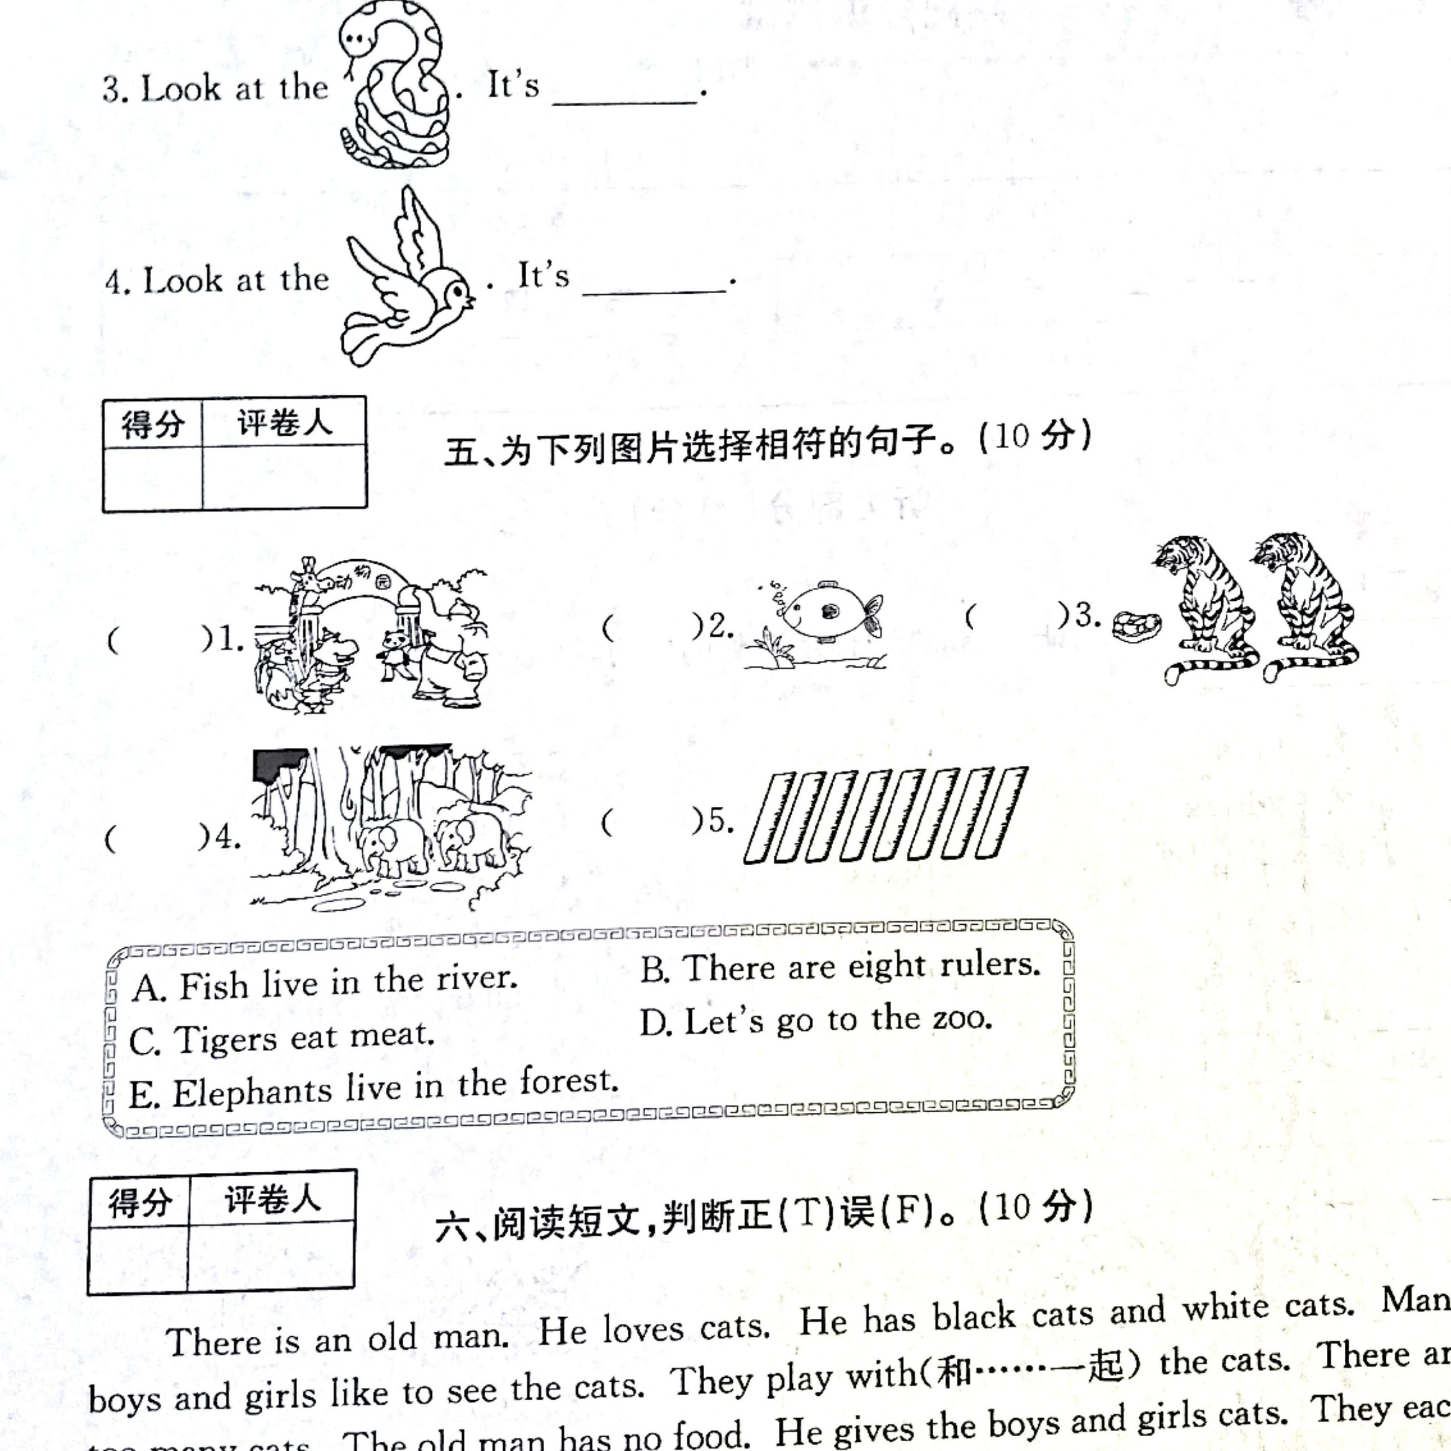 3. Look at the . It's ________.
4. Look at the . It's ________.
得分 评卷人
五、为下列图片选择相符的句子。(10 分)
动物园
( )1. ( )2. ( )3.
( )4. ( )5.
A. Fish live in the river. B. There are eight rulers.
C. Tigers eat meat. D. Let's go to the zoo.
E. Elephants live in the forest.
得分 评卷人
六、阅读短文,判断正(T)误(F)。(10 分)
There is an old man. He loves cats. He has black cats and white cats. Man
boys and girls like to see the cats. They play with(和……一起) the cats. There ar
too many cats. The old man has no food. He gives the boys and girls cats. They eac